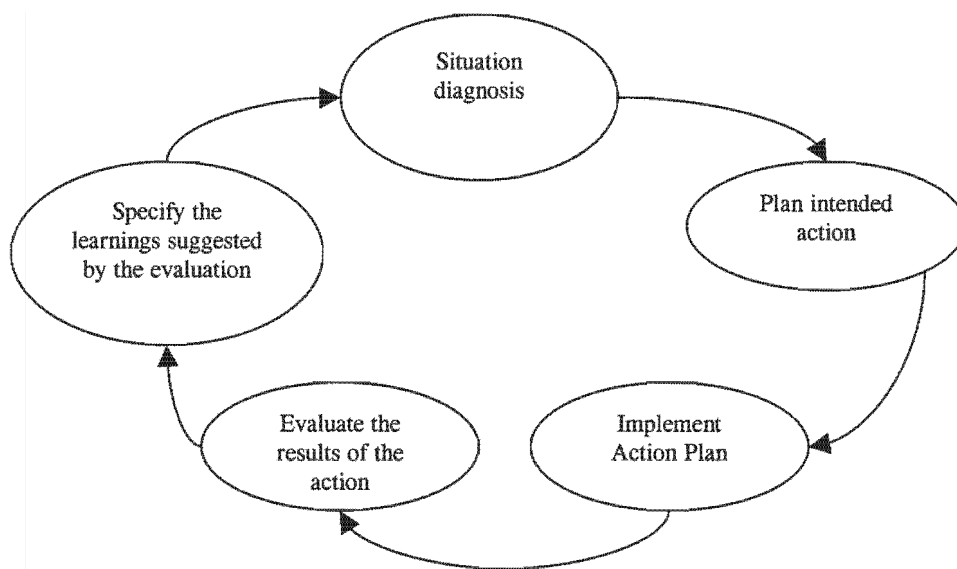 Situation
diagnosis
Plan intended
action
Implement
Action Plan
Evaluate the
results of the
action
Specify the
learnings suggested
by the evaluation